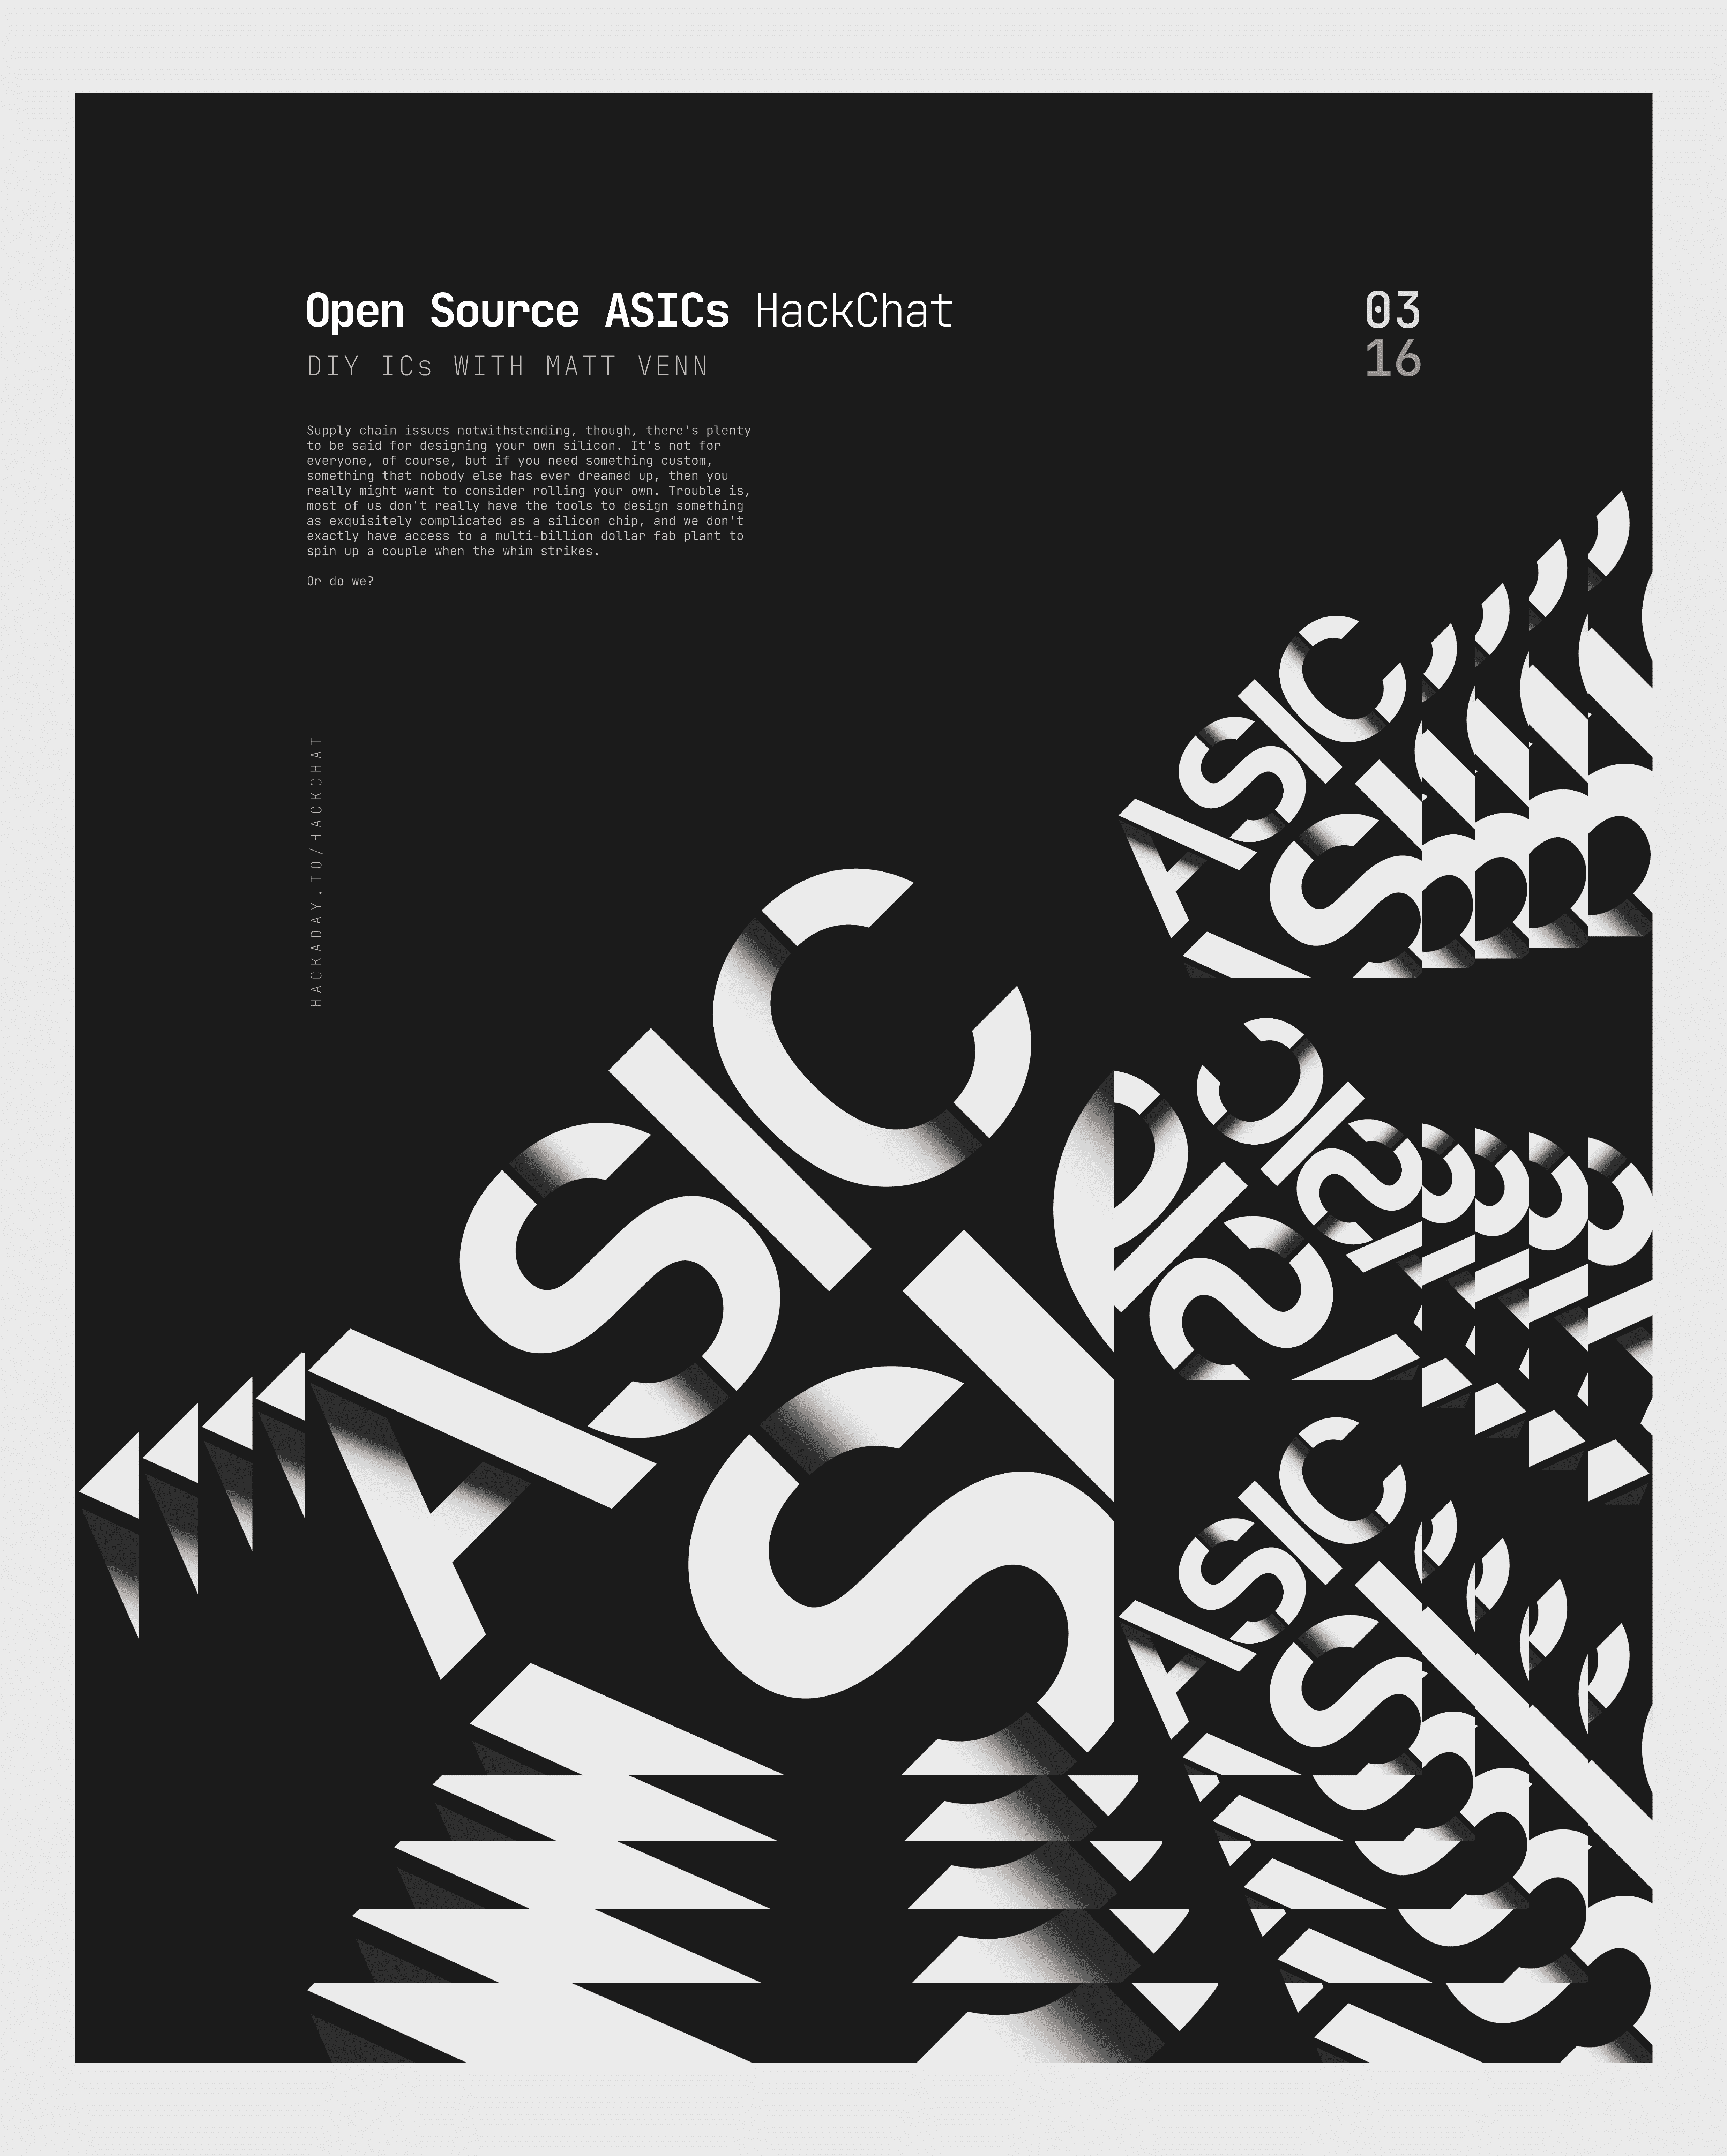 Open Source ASICs HackChat
DIY ICs WITH MATT VENN
03
16
Supply chain issues notwithstanding, though, there's plenty
to be said for designing your own silicon. It's not for
everyone, of course, but if you need something custom,
something that nobody else has ever dreamed up, then you
really might want to consider rolling your own. Trouble is,
most of us don't really have the tools to design something
as exquisitely complicated as a silicon chip, and we don't
exactly have access to a multi-billion dollar fab plant to
spin up a couple when the whim strikes.
Or do we?
HACKADAY.IO/HACKCHAT
ASIC
ASIC
ASIC
ASIC